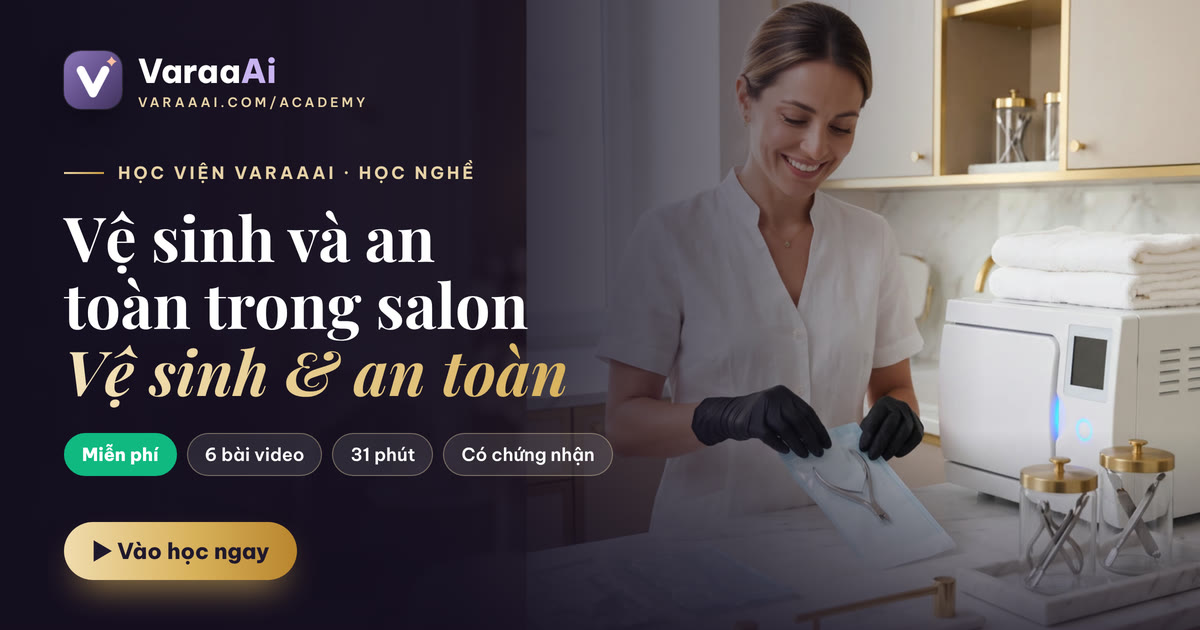 VaraaAi
VARAAAI.COM/ACADEMY
HỌC VIỆN VARAAAI · HỌC NGHỀ
Vệ sinh và an
toàn trong salon
Vệ sinh & an toàn
Miễn phí
6 bài video
31 phút
Có chứng nhận
▶ Vào học ngay